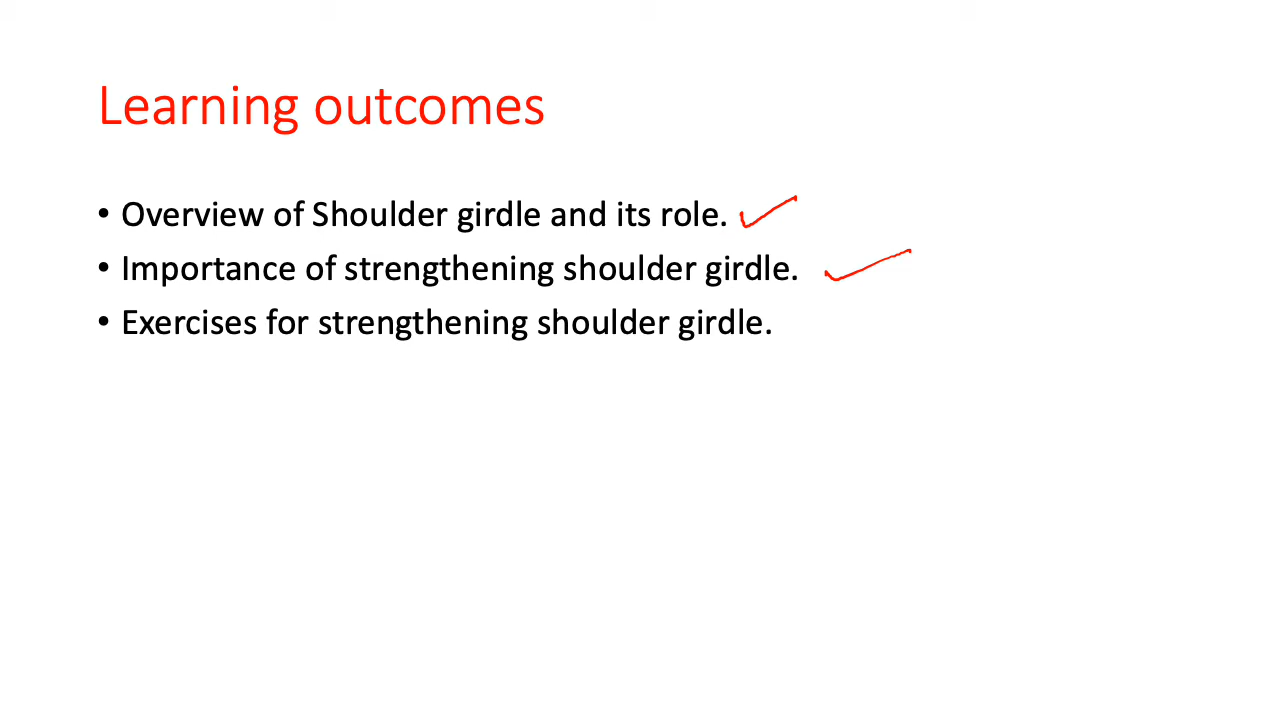 Learning outcomes
• Overview of Shoulder girdle and its role.
• Importance of strengthening shoulder girdle.
• Exercises for strengthening shoulder girdle.